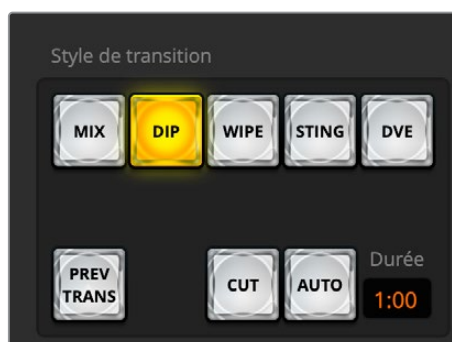 Style de transition
MIX DIP WIPE STING DVE
PREV
TRANS
CUT AUTO
Durée
1:00